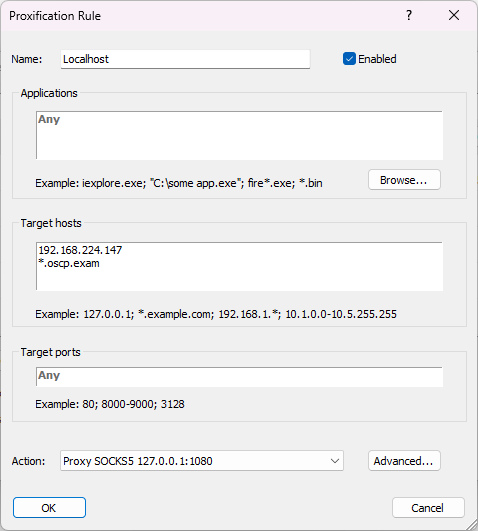 Proxification Rule
?
Name: Localhost Enabled
Applications
Any
Example: iexplore.exe; "C:\some app.exe"; fire*.exe; *.bin Browse...
Target hosts
192.168.224.147
*.oscp.exam
Example: 127.0.0.1; *.example.com; 192.168.1.*; 10.1.0.0-10.5.255.255
Target ports
Any
Example: 80; 8000-9000; 3128
Action: Proxy SOCKS5 127.0.0.1:1080 Advanced...
OK Cancel